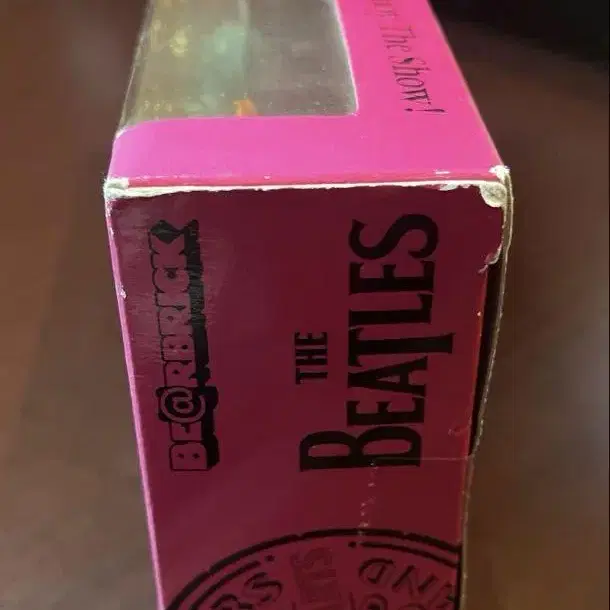 The Show!
BE@RBRICK
THE
BEATLES